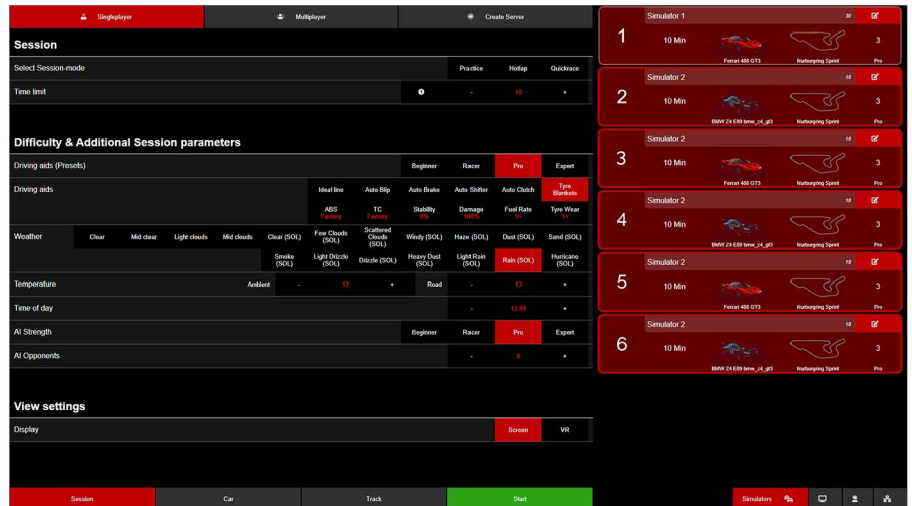 Singleplayer
Multiplayer
Create Server
Session
Select Session-mode Practice Hotlap Quickrace
Time limit - 10 +
Difficulty & Additional Session parameters
Driving aids (Presets) Beginner Racer Pro Expert
Driving aids Ideal line Auto Blip Auto Brake Auto Shifter Auto Clutch Tyre Blankets
ABS Factory TC Factory Stability 0% Damage 100% Fuel Rate 1× Tyre Wear 1×
Weather Clear Mid clear Light clouds Mid clouds Clear (SOL) Few Clouds (SOL) Scattered Clouds (SOL) Windy (SOL) Haze (SOL) Dust (SOL) Sand (SOL)
Smoke (SOL) Light Drizzle (SOL) Drizzle (SOL) Heavy Dust (SOL) Light Rain (SOL) Rain (SOL) Hurricane (SOL)
Temperature Ambient - 12 + Road - 13 +
Time of day - +
AI Strength Beginner Racer Pro Expert
AI Opponents - +
View settings
Display Screen VR
Session Car Track Start
Simulator 1
1 10 Min 3
Ferrari 488 GT3 Nurburgring Sprint Pro
Simulator 2 18
2 10 Min 3
BMW Z4 E89 bmw_z4_gt3 Nurburgring Sprint Pro
Simulator 2 18
3 10 Min 3
Ferrari 488 GT3 Nurburgring Sprint Pro
Simulator 2 18
4 10 Min 3
BMW Z4 E89 bmw_z4_gt3 Nurburgring Sprint Pro
Simulator 2 18
5 10 Min 3
Ferrari 488 GT3 Nurburgring Sprint Pro
Simulator 2 18
6 10 Min 3
BMW Z4 E89 bmw_z4_gt3 Nurburgring Sprint Pro
Simulators